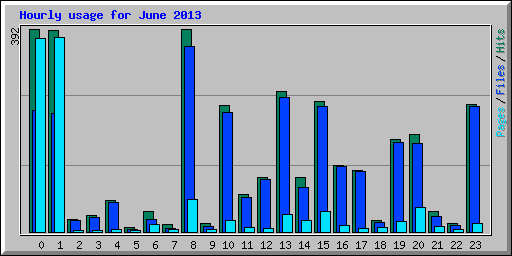 Hourly usage for June 2013
392
Pages/Files/Hits
0 1 2 3 4 5 6 7 8 9 10 11 12 13 14 15 16 17 18 19 20 21 22 23